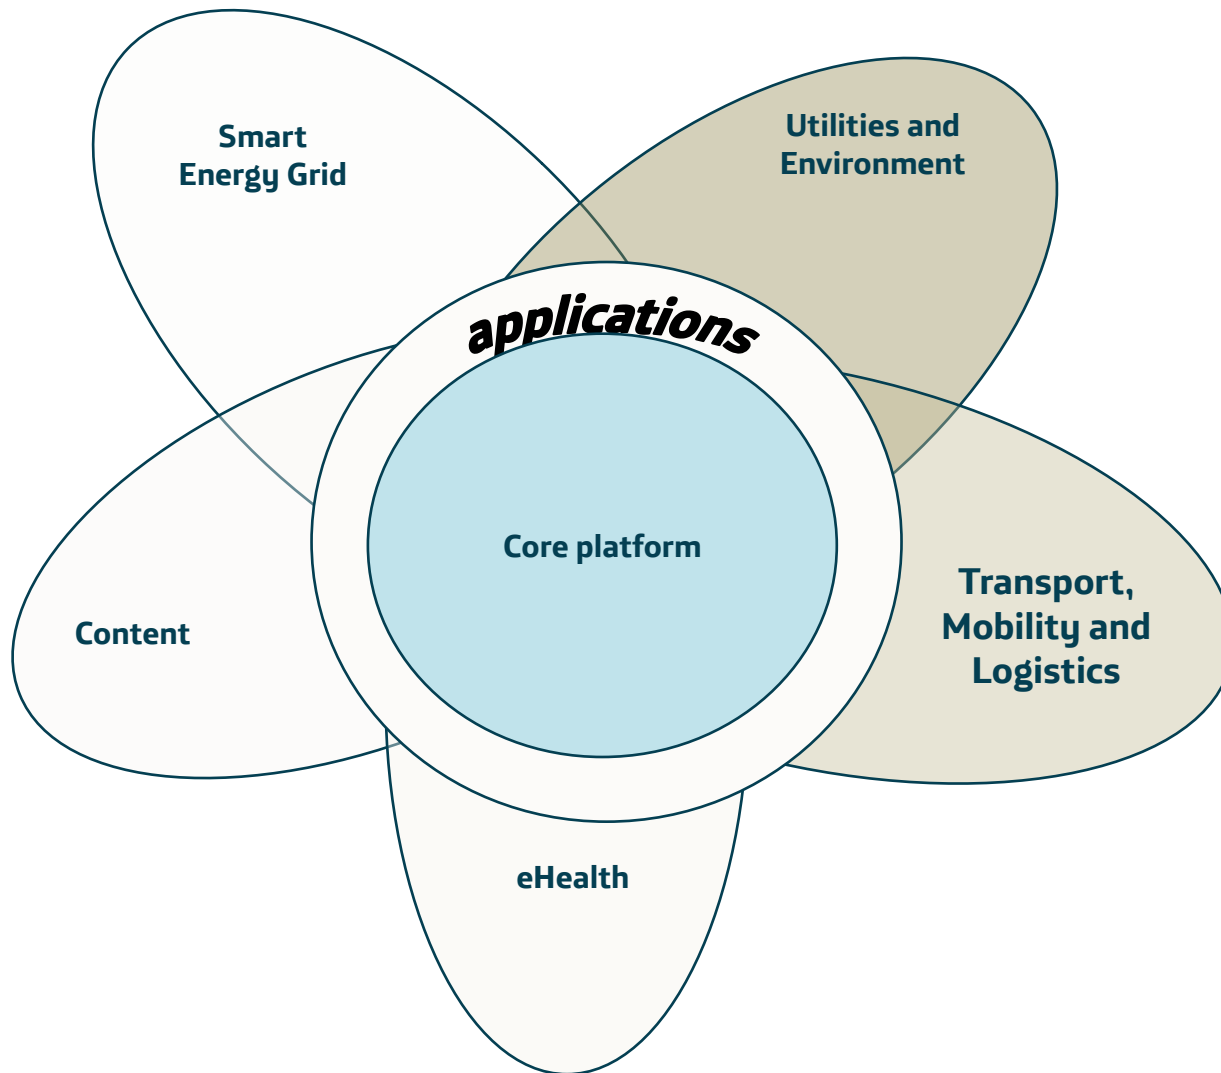 Smart
Energy Grid
Utilities and
Environment
applications
Core platform
Transport,
Mobility and
Logistics
Content
eHealth